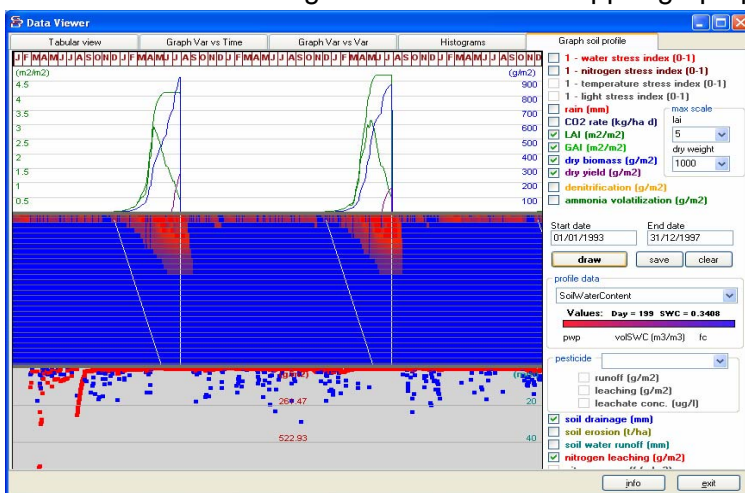 Data Viewer
Tabular view
Graph Var vs Time
Graph Var vs Var
Histograms
Graph soil profile
J F M A M J J A S O N D J F M A M J J A S O N D J F M A M J J A S O N D
(m2/m2)
(g/m2)
4.5
900
4
800
3.5
700
3
600
2.5
500
2
400
1.5
300
1
200
0.5
100
1 - water stress index (0-1)
1 - nitrogen stress index (0-1)
1 - temperature stress index (0-1)
1 - light stress index (0-1)
rain (mm)
CO2 rate (kg/ha d)
LAI (m2/m2)
GAI (m2/m2)
dry biomass (g/m2)
dry yield (g/m2)
denitrification (g/m2)
ammonia volatilization (g/m2)
max scale
lai
5
dry weight
1000
Start date
End date
01/01/1993
31/12/1997
draw
save
clear
profile data
SoilWaterContent
Values: Day = 199 SWC = 0.3408
pwp
volSWC (m3/m3)
fc
pesticide
runoff (g/m2)
leaching (g/m2)
leachate conc. (ug/l)
soil drainage (mm)
soil erosion (t/ha)
soil water runoff (mm)
nitrogen leaching (g/m2)
20
522.93
40
info
exit